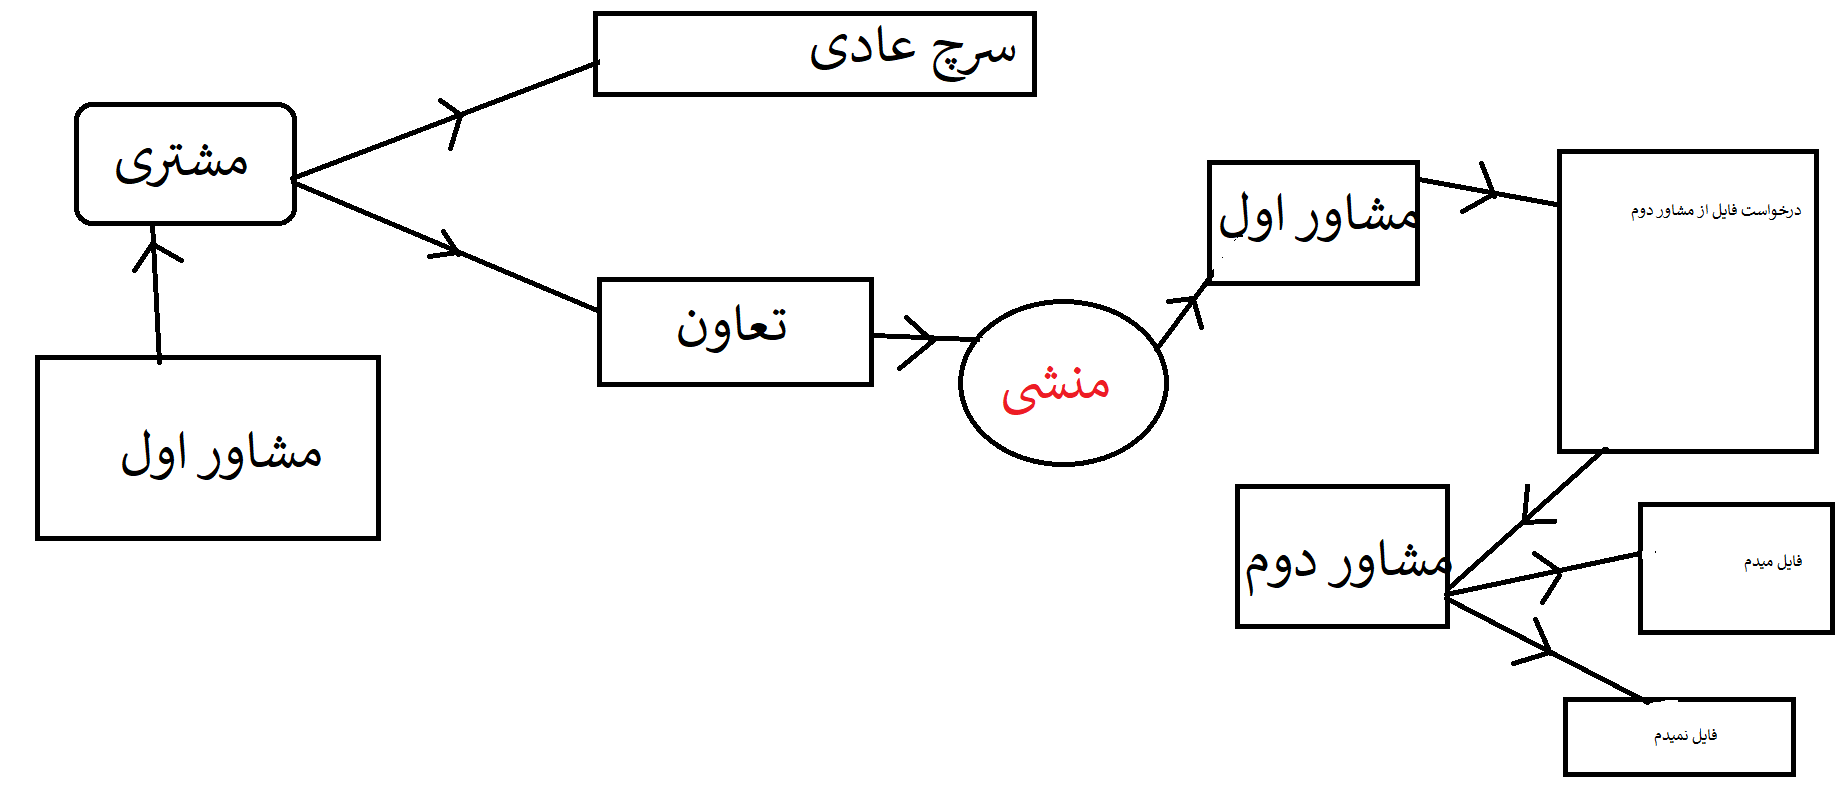 سرچ عادی
مشتری
مشاور اول
درخواست فایل از مشاور دوم
تعاون
منشی
مشاور اول
مشاور دوم
فایل میدم
فایل نمیدم